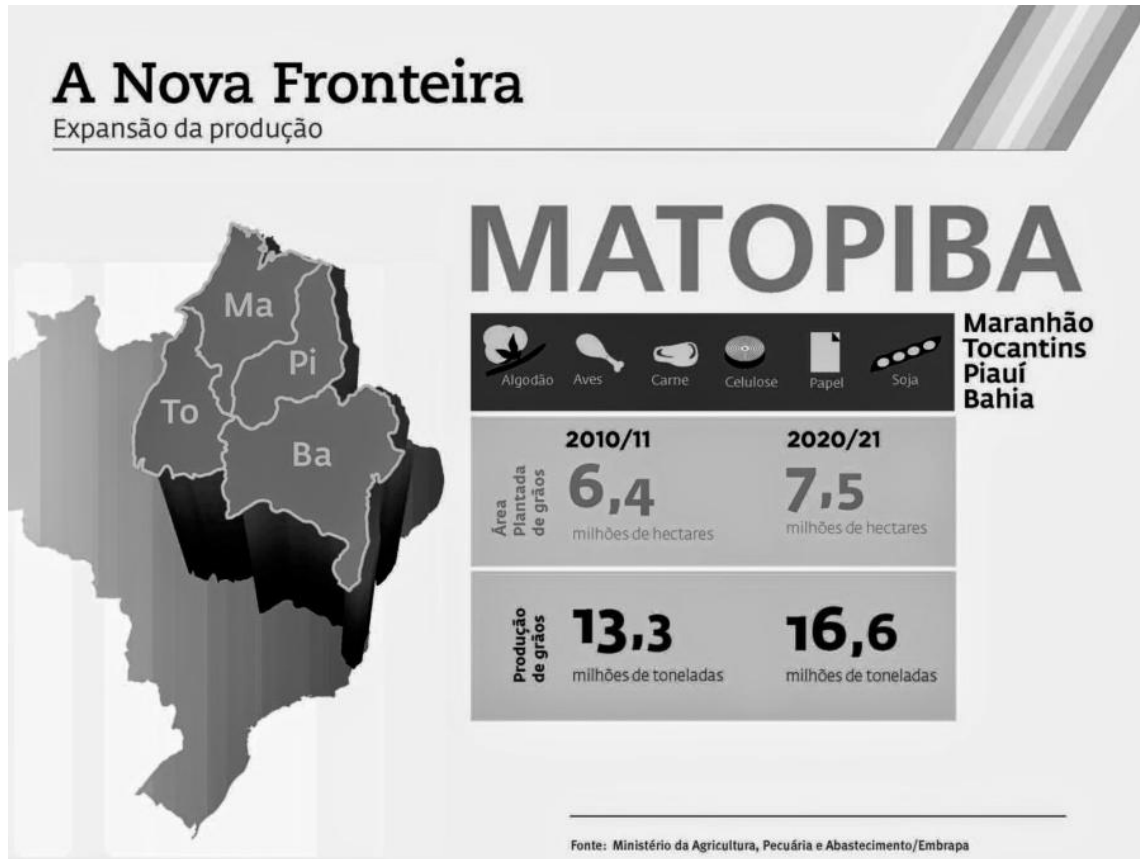 A Nova Fronteira
Expansão da produção
MATOPIBA
Ma
Pi
To
Ba
Algodão
Aves
Carne
Celulose
Papel
Soja
Maranhão
Tocantins
Piauí
Bahia
2010/11
2020/21
Área
Plantada
de grãos
6,4
milhões de hectares
7,5
milhões de hectares
Produção
de grãos
13,3
milhões de toneladas
16,6
milhões de toneladas
Fonte: Ministério da Agricultura, Pecuária e Abastecimento/Embrapa